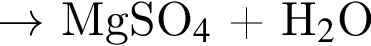 → MgSO₄ + H₂O